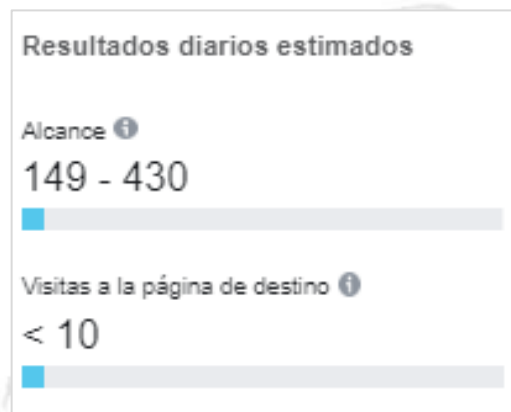 Resultados diarios estimados
Alcance
149 - 430
Visitas a la página de destino
< 10